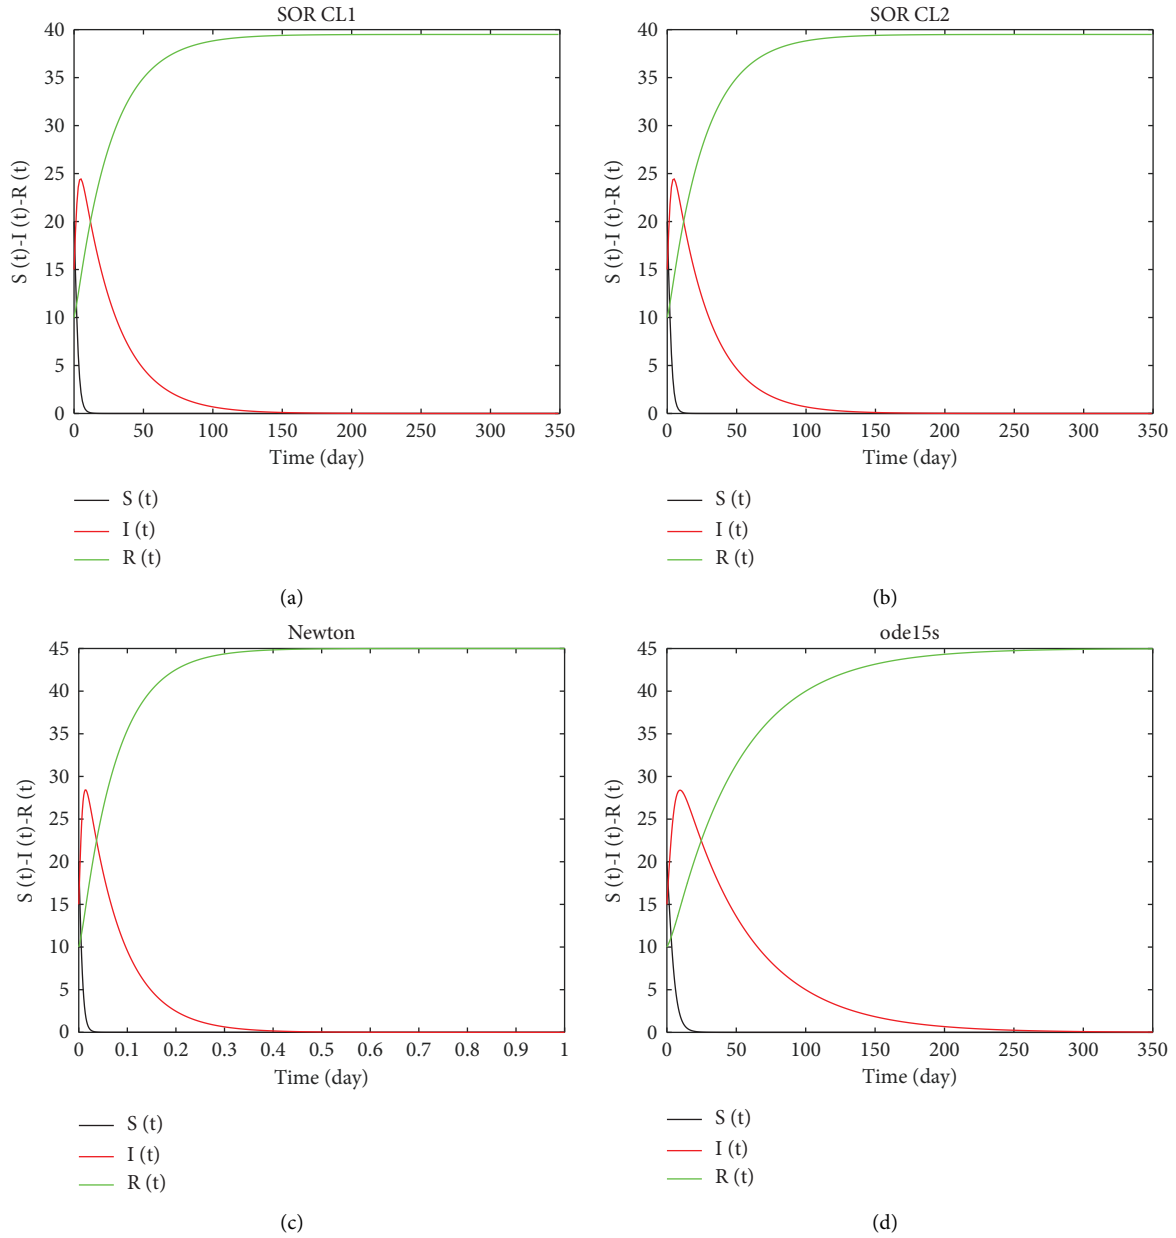 SOR CL1
40
35
30
25
20
15
10
5
0
S (t)-I (t)-R (t)
0 50 100 150 200 250 300 350
Time (day)
S (t)
I (t)
R (t)
(a)
SOR CL2
40
35
30
25
20
15
10
5
0
S (t)-I (t)-R (t)
0 50 100 150 200 250 300 350
Time (day)
S (t)
I (t)
R (t)
(b)
Newton
45
40
35
30
25
20
15
10
5
0
S (t)-I (t)-R (t)
0 0.1 0.2 0.3 0.4 0.5 0.6 0.7 0.8 0.9 1
Time (day)
S (t)
I (t)
R (t)
(c)
ode15s
45
40
35
30
25
20
15
10
5
0
S (t)-I (t)-R (t)
0 50 100 150 200 250 300 350
Time (day)
S (t)
I (t)
R (t)
(d)